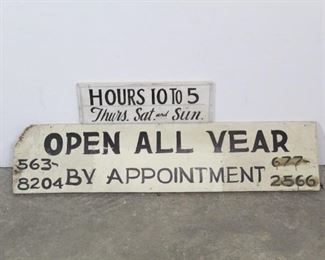 HOURS 10 TO 5
Thurs. Sat. and Sun.
OPEN ALL YEAR
563-
8204
BY APPOINTMENT
677-
2566